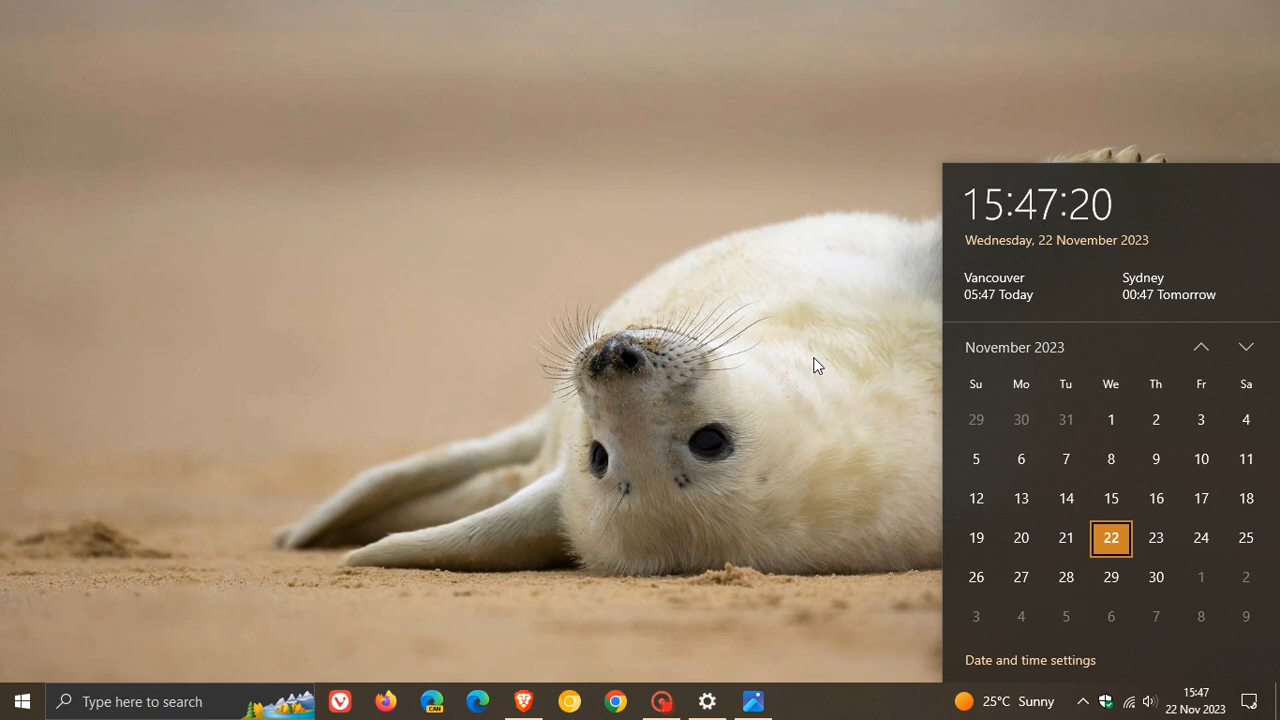 15:47:20
Wednesday, 22 November 2023
Vancouver
05:47 Today
Sydney
00:47 Tomorrow
November 2023
Su Mo Tu We Th Fr Sa
29 30 31 1 2 3 4
5 6 7 8 9 10 11
12 13 14 15 16 17 18
19 20 21 22 23 24 25
26 27 28 29 30 1 2
3 4 5 6 7 8 9
Date and time settings
Type here to search
CAN
25°C Sunny
15:47
22 Nov 2023